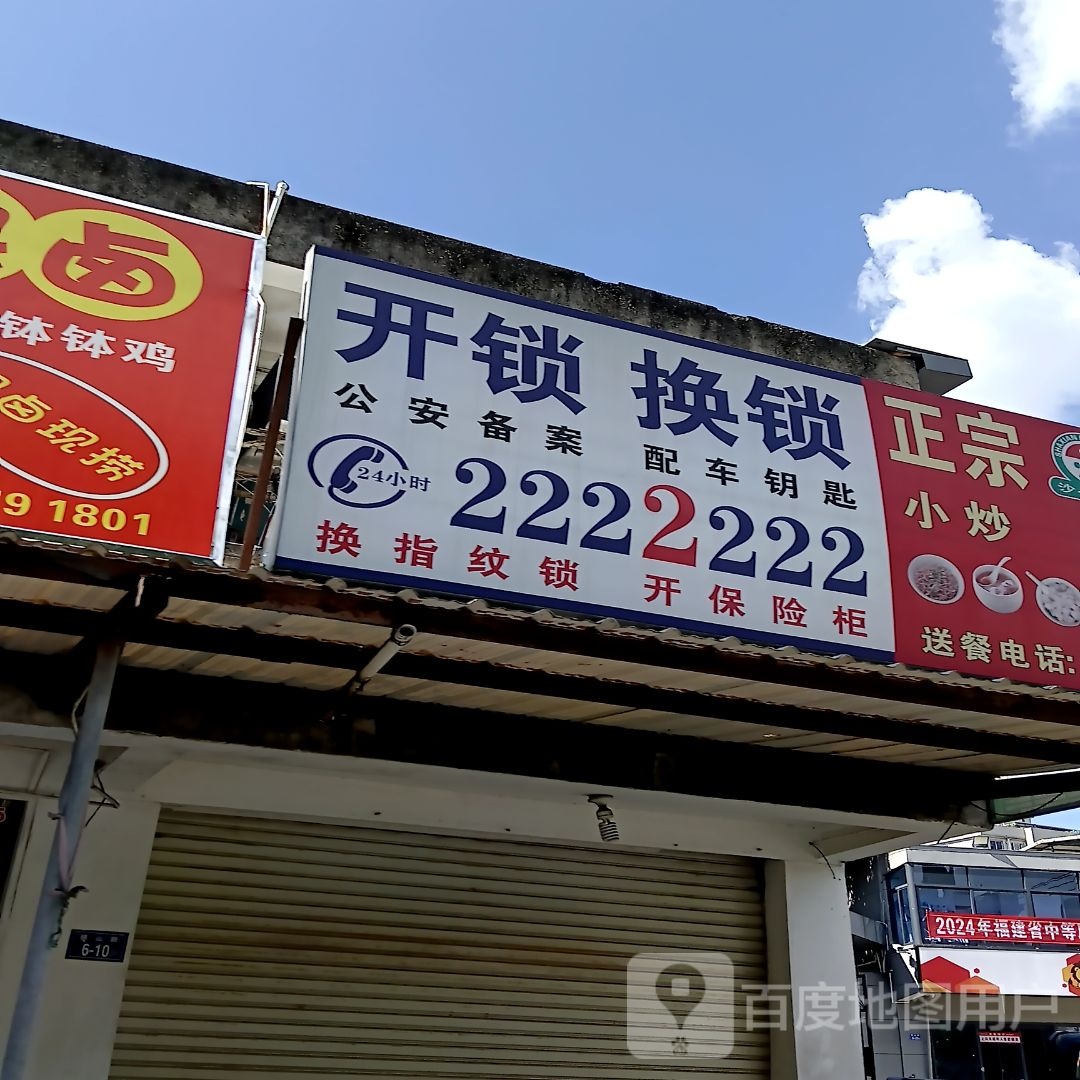 卤
钵钵鸡
卤现捞
9 1801
开锁 换锁
公安备案 配车钥匙
24小时
2222222
换指纹锁 开保险柜
正宗
小炒
沙
送餐电话:
6-10
2024年福建省中等
百度地图用户